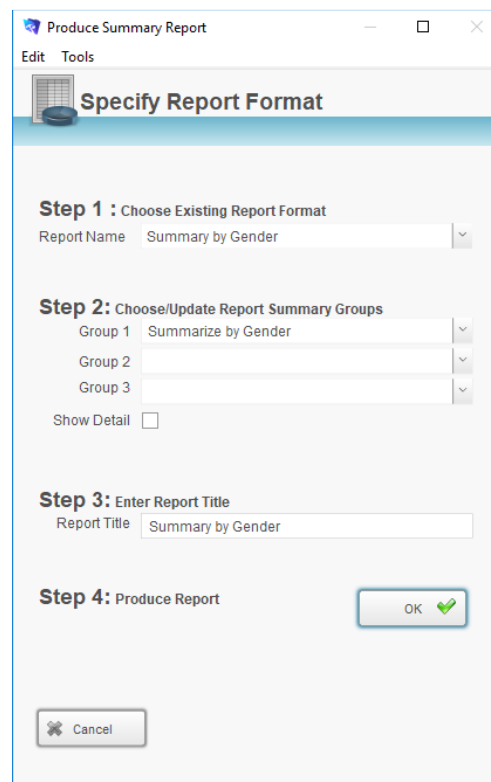 Produce Summary Report
Edit Tools
Specify Report Format
Step 1 : Choose Existing Report Format
Report Name Summary by Gender
Step 2: Choose/Update Report Summary Groups
Group 1 Summarize by Gender
Group 2
Group 3
Show Detail
Step 3: Enter Report Title
Report Title Summary by Gender
Step 4: Produce Report
OK
Cancel